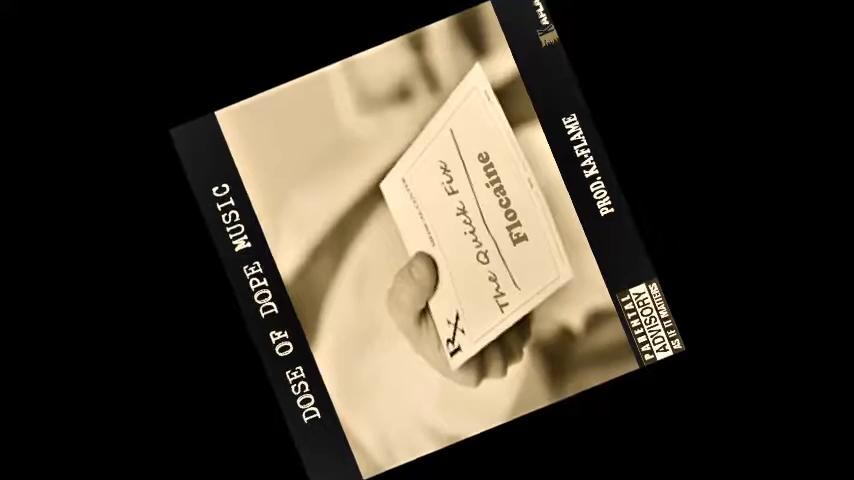 DOSE OF DOPE MUSIC
Rx
The Quick Fix
Flocaine
PROD. KA-FLAME
PARENTAL
ADVISORY
AS IF IT MATTERS